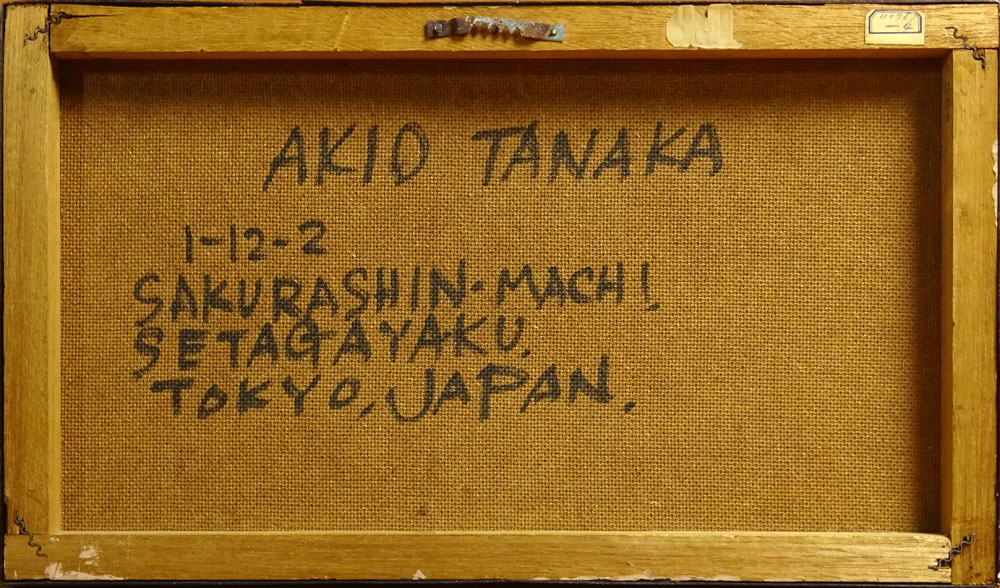 AKIO TANAKA
1-12-2
SAKURASHIN-MACHI,
SETAGAYAKU,
TOKYO, JAPAN.